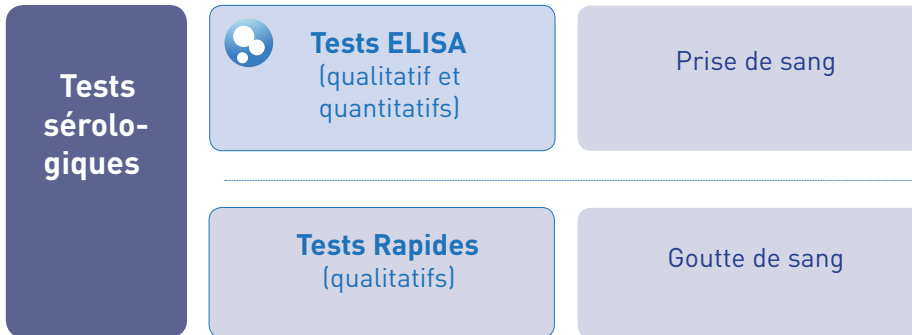 Tests
sérolo-
giques
Tests ELISA
(qualitatif et
quantitatifs)
Prise de sang
Tests Rapides
(qualitatifs)
Goutte de sang